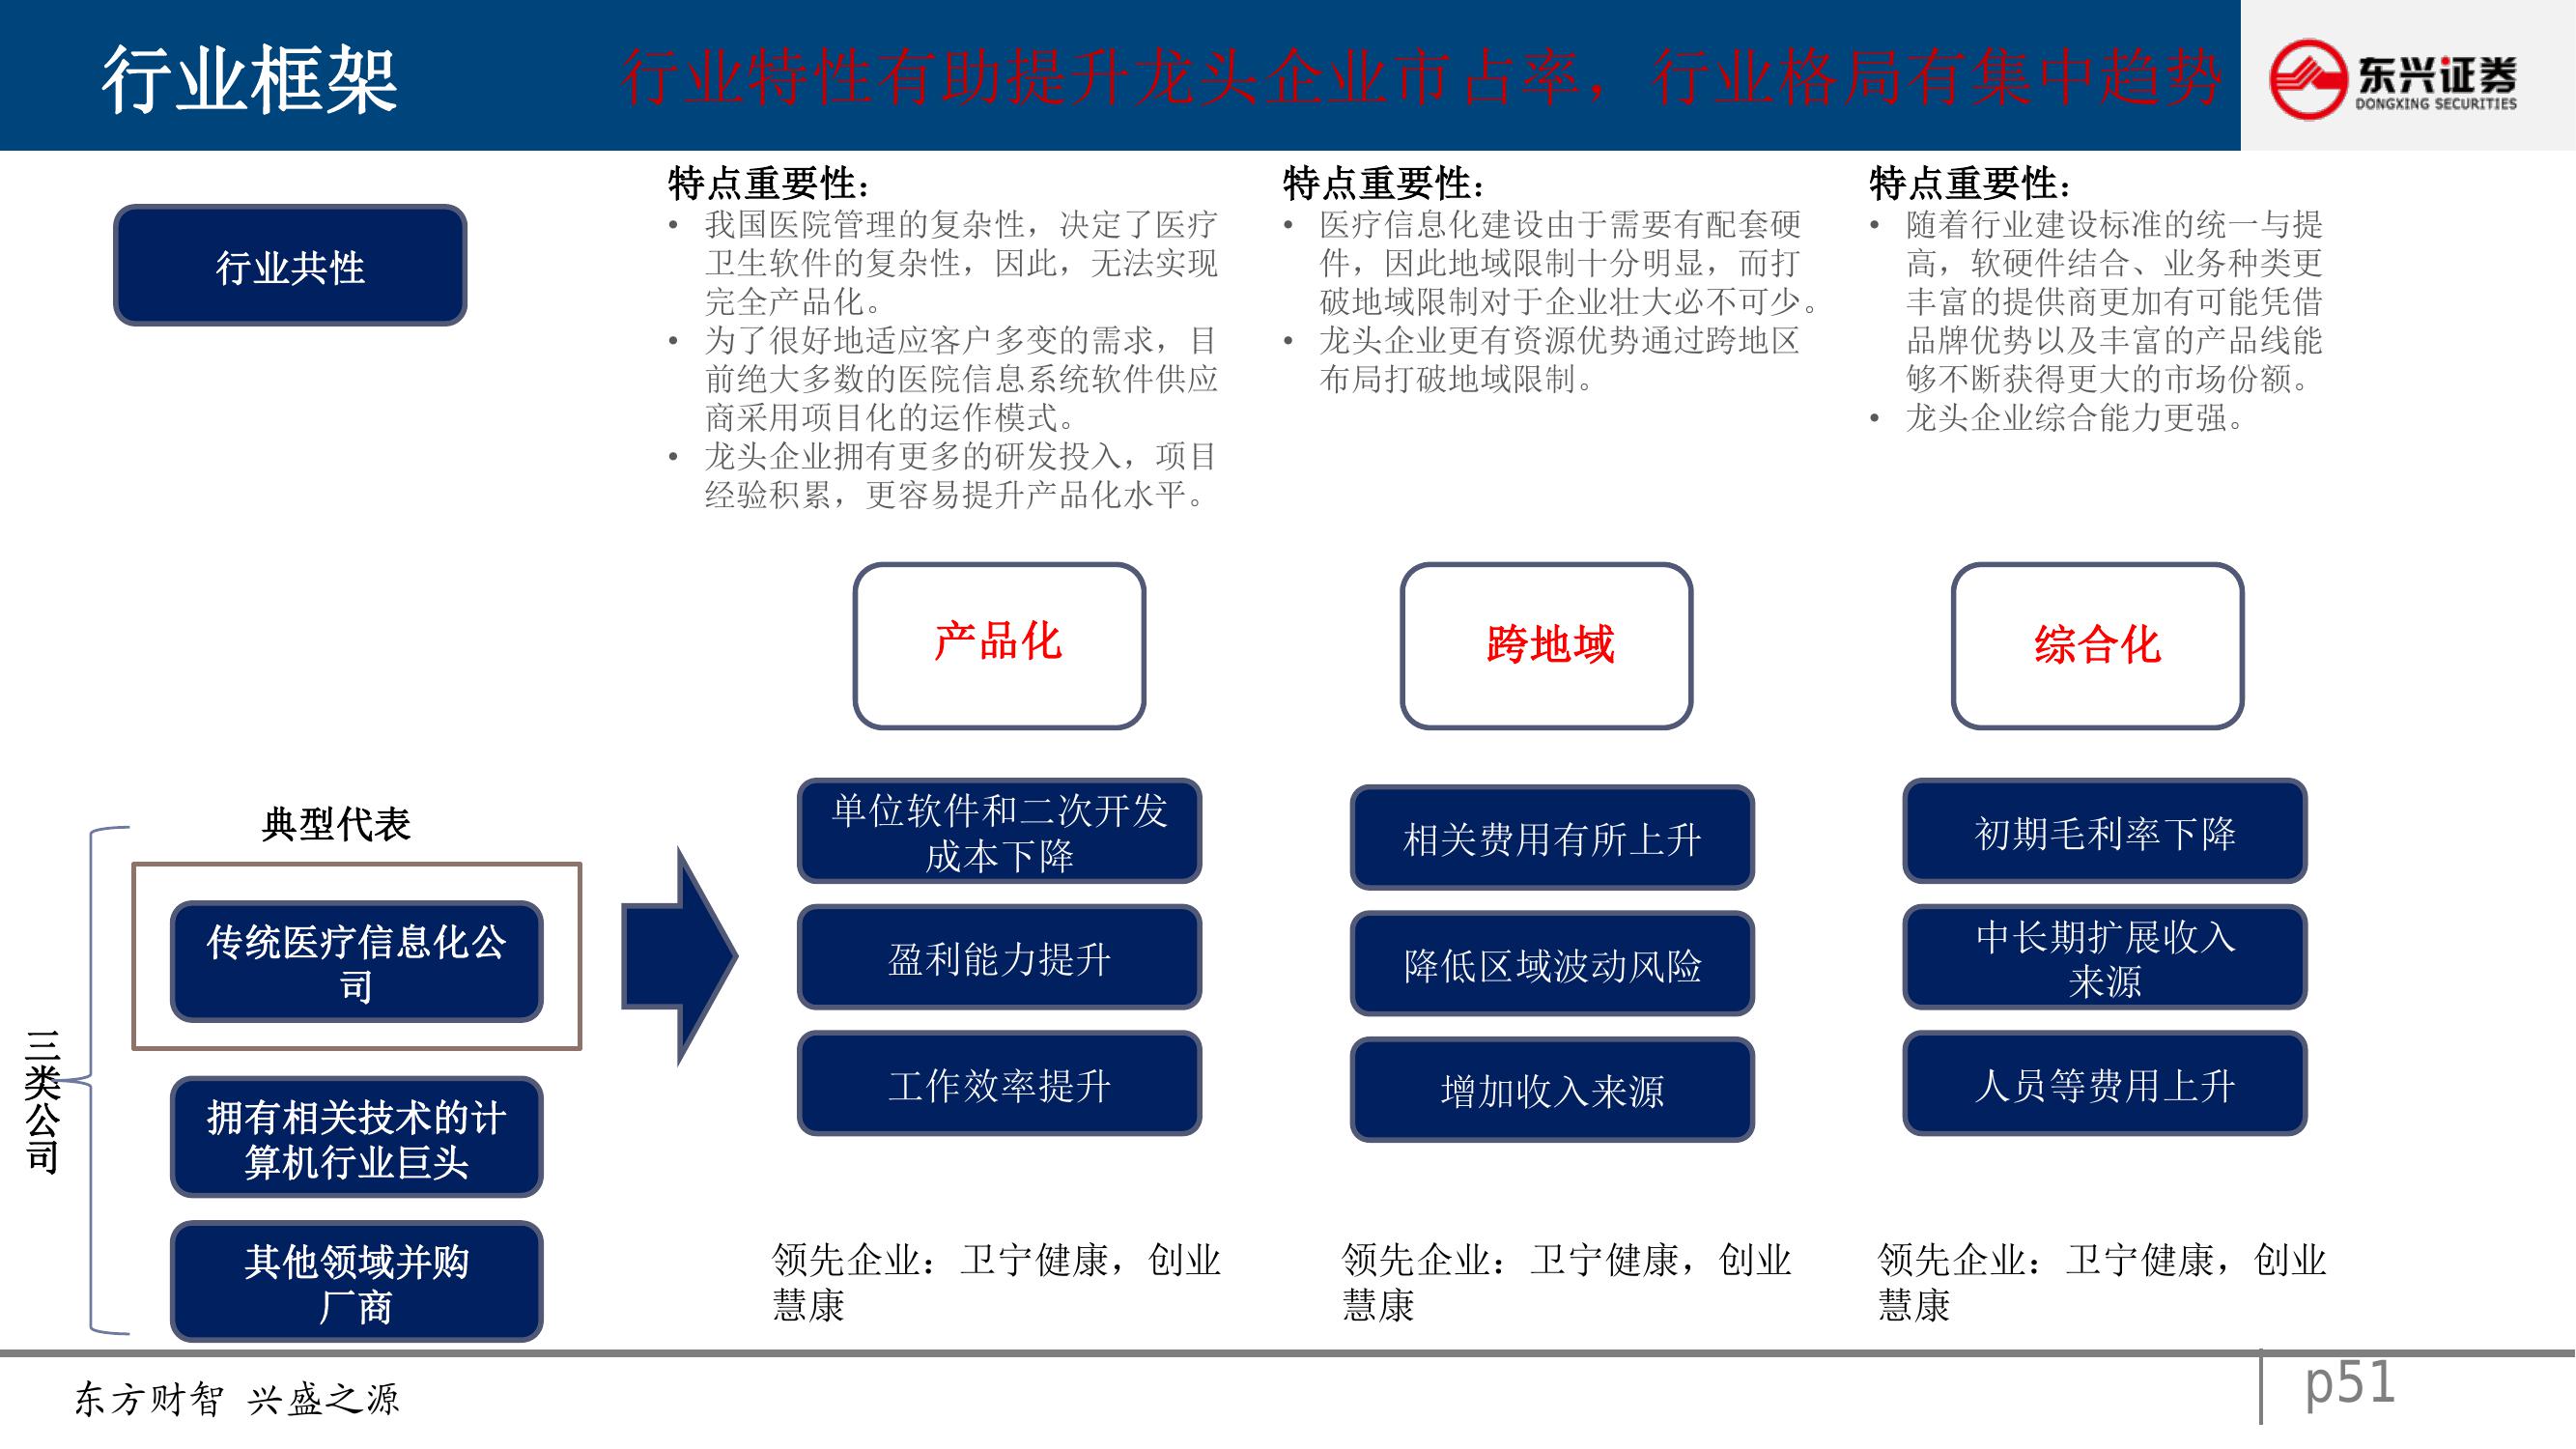 行业框架
行业特性有助提升龙头企业市占率，行业格局有集中趋势
东兴证券
DONGXING SECURITIES
行业共性
特点重要性：
• 我国医院管理的复杂性，决定了医疗
卫生软件的复杂性，因此，无法实现
完全产品化。
• 为了很好地适应客户多变的需求，目
前绝大多数的医院信息系统软件供应
商采用项目化的运作模式。
• 龙头企业拥有更多的研发投入，项目
经验积累，更容易提升产品化水平。
特点重要性：
• 医疗信息化建设由于需要有配套硬
件，因此地域限制十分明显，而打
破地域限制对于企业壮大必不可少。
• 龙头企业更有资源优势通过跨地区
布局打破地域限制。
特点重要性：
• 随着行业建设标准的统一与提
高，软硬件结合、业务种类更
丰富的提供商更加有可能凭借
品牌优势以及丰富的产品线能
够不断获得更大的市场份额。
• 龙头企业综合能力更强。
产品化
跨地域
综合化
三类公司
典型代表
传统医疗信息化公
司
拥有相关技术的计
算机行业巨头
其他领域并购
厂商
单位软件和二次开发
成本下降
盈利能力提升
工作效率提升
相关费用有所上升
降低区域波动风险
增加收入来源
初期毛利率下降
中长期扩展收入
来源
人员等费用上升
领先企业：卫宁健康，创业
慧康
领先企业：卫宁健康，创业
慧康
领先企业：卫宁健康，创业
慧康
东方财智 兴盛之源
p51